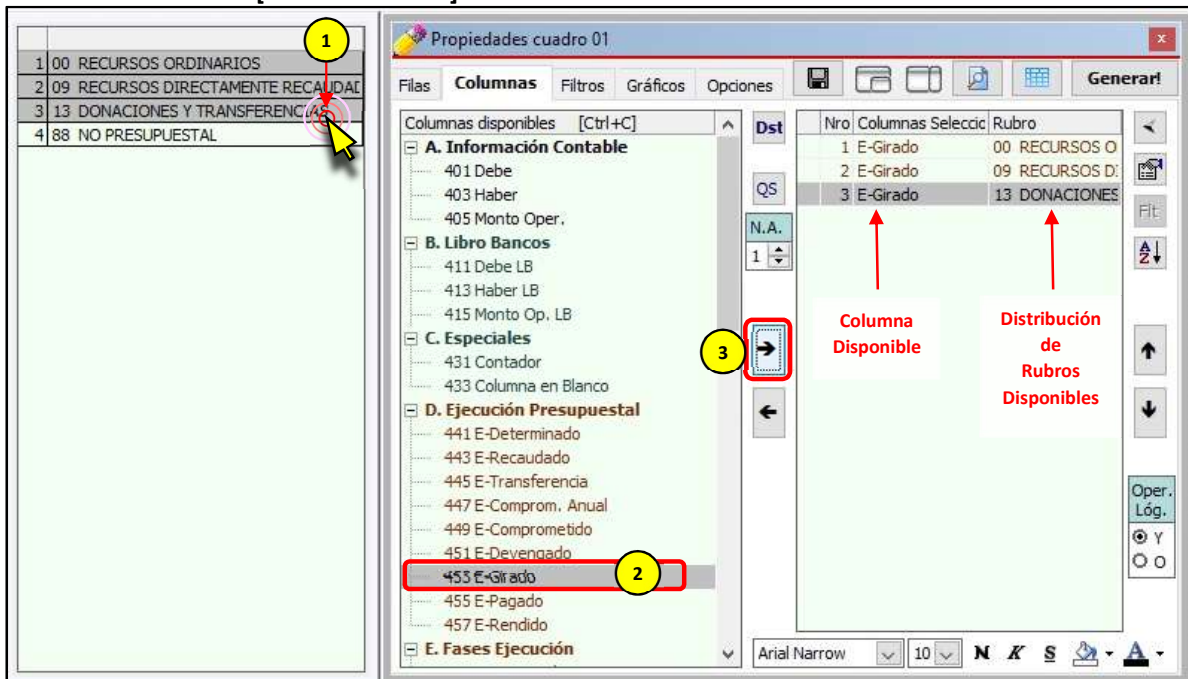 1 00 RECURSOS ORDINARIOS
2 09 RECURSOS DIRECTAMENTE RECAUDAD
3 13 DONACIONES Y TRANSFERENCIAS
4 88 NO PRESUPUESTAL
1
Propiedades cuadro 01
x
Filas Columnas Filtros Gráficos Opciones Generar!
Columnas disponibles [Ctrl+C]
A. Información Contable
401 Debe
403 Haber
405 Monto Oper.
B. Libro Bancos
411 Debe LB
413 Haber LB
415 Monto Op. LB
C. Especiales
431 Contador
433 Columna en Blanco
D. Ejecución Presupuestal
441 E-Determinado
443 E-Recaudado
445 E-Transferencia
447 E-Comprom. Anual
449 E-Comprometido
451 E-Devengado
453 E-Girado
2
455 E-Pagado
457 E-Rendido
E. Fases Ejecución
Dst
QS
N.A.
1
3
Nro Columnas Selecc Rubro
1 E-Girado 00 RECURSOS O
2 E-Girado 09 RECURSOS D
3 E-Girado 13 DONACIONES
Columna
Disponible
Distribución
de
Rubros
Disponibles
Flt
A
Z
Oper.
Lóg.
Y
O
Arial Narrow 10 N K S A